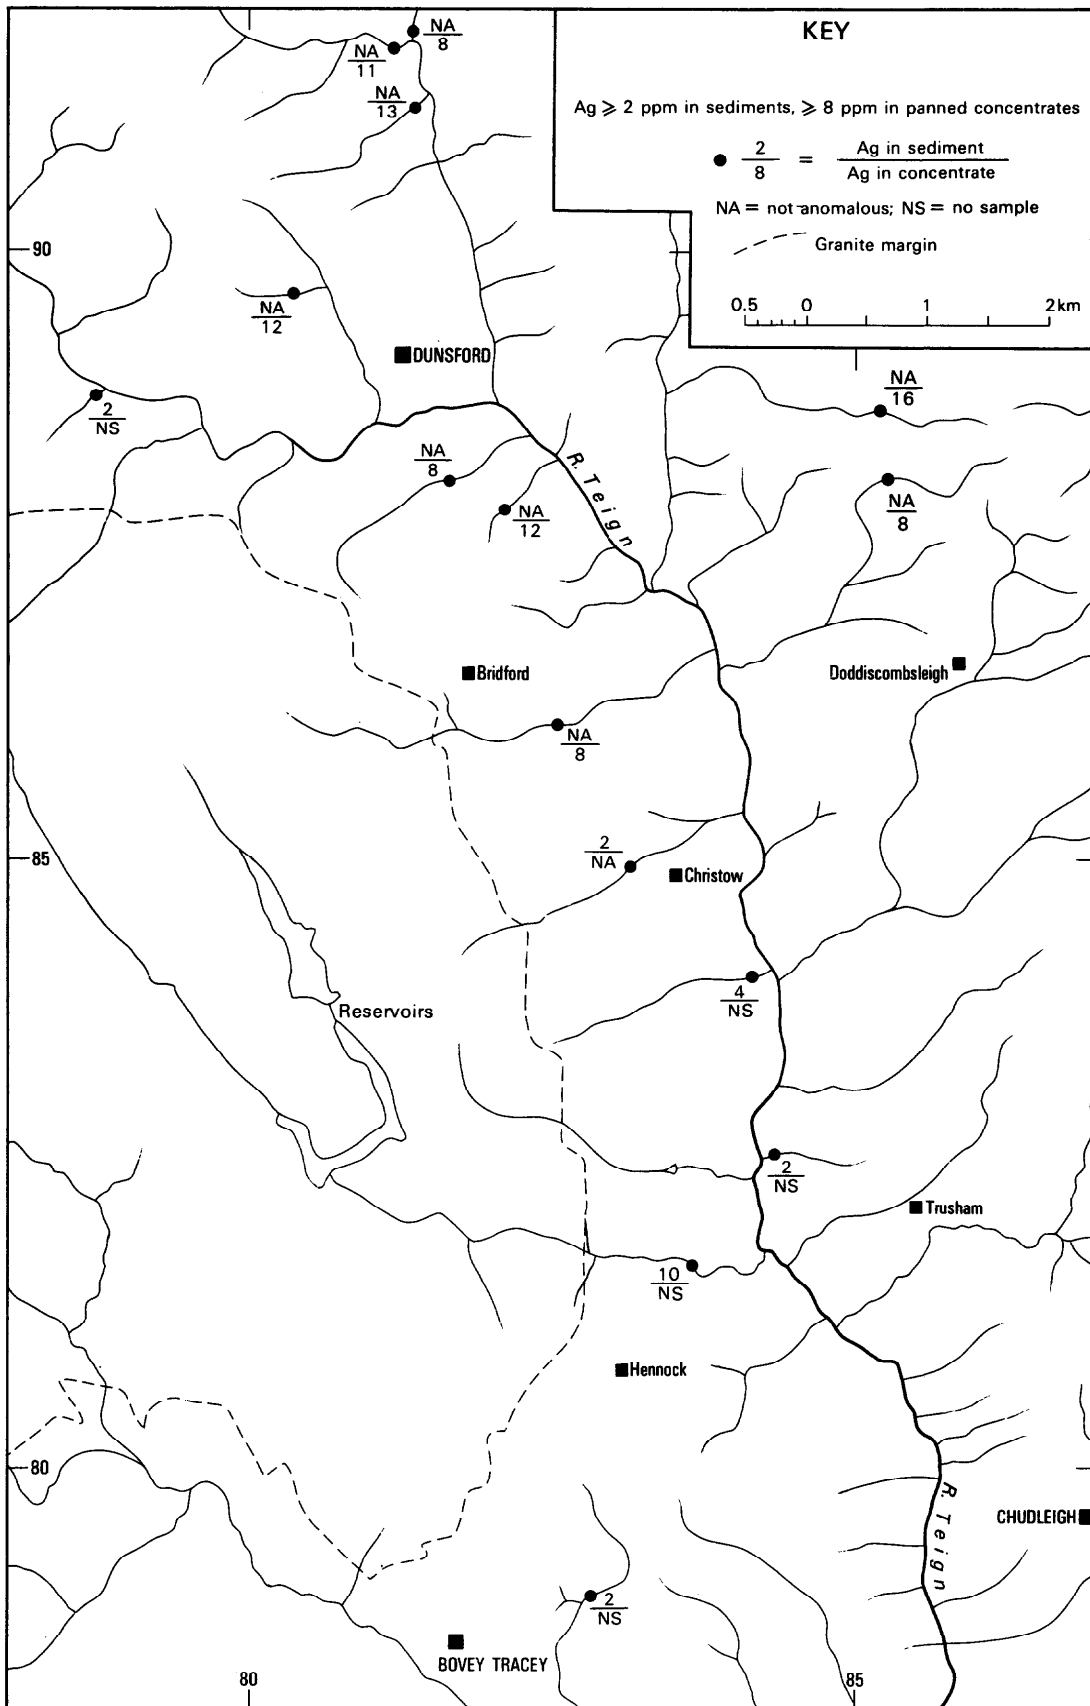 KEY
Ag ⩾ 2 ppm in sediments, ⩾ 8 ppm in panned concentrates
2
8
=
Ag in sediment
Ag in concentrate
NA = not anomalous; NS = no sample
Granite margin
0.5 0 1 2km
NA
8
NA
11
NA
13
90
NA
12
DUNSFORD
2
NS
NA
16
NA
8
NA
8
NA
12
R. Teign
Bridford
Doddiscombsleigh
NA
8
2
NA
85
Christow
4
NS
Reservoirs
2
NS
Trusham
10
NS
Hennock
80
R. Teign
CHUDLEIGH
2
NS
BOVEY TRACEY
80
85